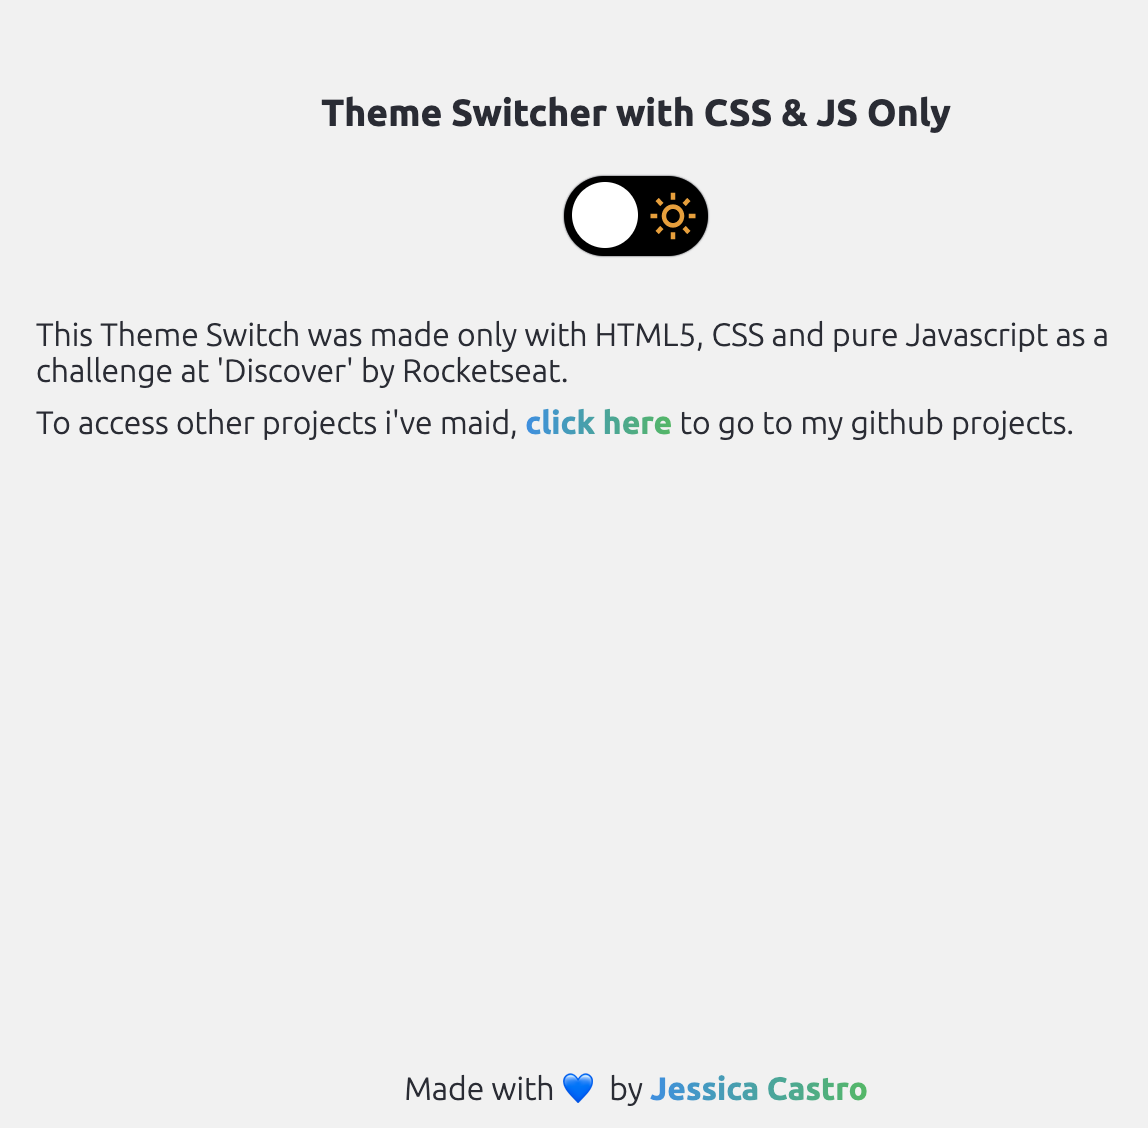 Theme Switcher with CSS & JS Only
This Theme Switch was made only with HTML5, CSS and pure Javascript as a
challenge at 'Discover' by Rocketseat.
To access other projects i've maid, click here to go to my github projects.
Made with 💙 by Jessica Castro